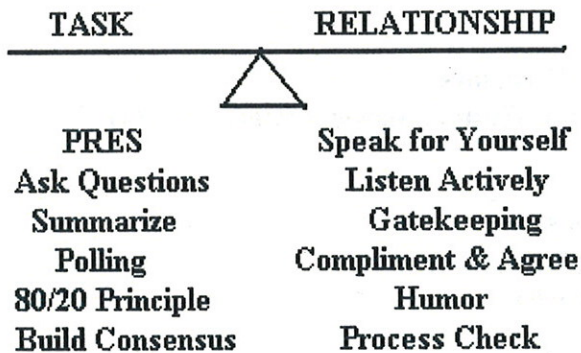 TASK RELATIONSHIP
PRES Speak for Yourself
Ask Questions Listen Actively
Summarize Gatekeeping
Polling Compliment & Agree
80/20 Principle Humor
Build Consensus Process Check